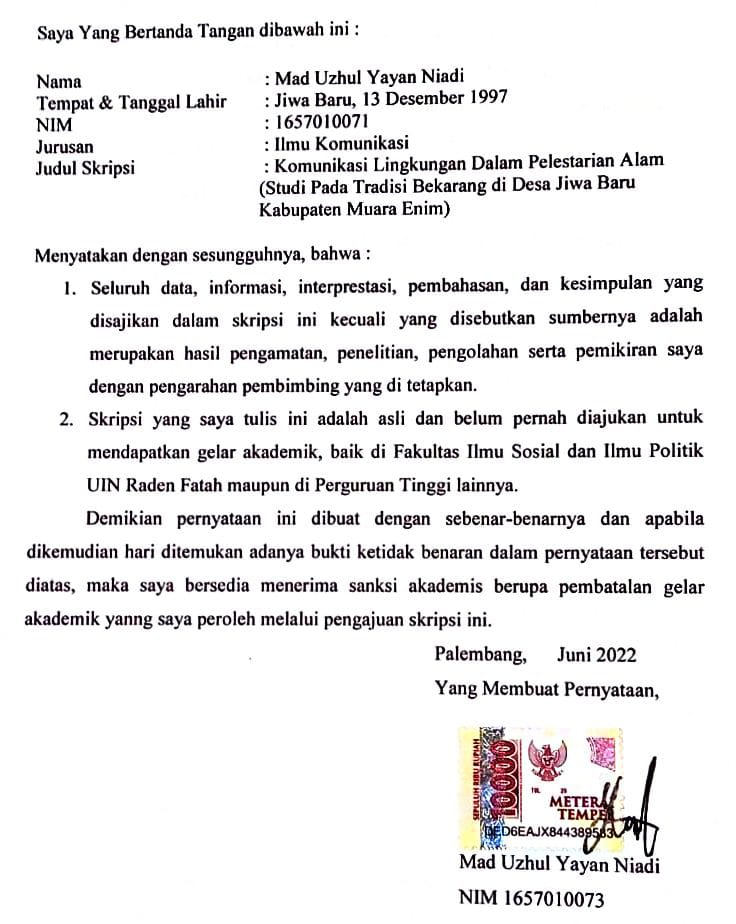 Saya Yang Bertanda Tangan dibawah ini :
Nama : Mad Uzhul Yayan Niadi
Tempat & Tanggal Lahir : Jiwa Baru, 13 Desember 1997
NIM : 1657010071
Jurusan : Ilmu Komunikasi
Judul Skripsi : Komunikasi Lingkungan Dalam Pelestarian Alam
(Studi Pada Tradisi Bekarang di Desa Jiwa Baru
Kabupaten Muara Enim)
Menyatakan dengan sesungguhnya, bahwa :
1. Seluruh data, informasi, interprestasi, pembahasan, dan kesimpulan yang
disajikan dalam skripsi ini kecuali yang disebutkan sumbernya adalah
merupakan hasil pengamatan, penelitian, pengolahan serta pemikiran saya
dengan pengarahan pembimbing yang di tetapkan.
2. Skripsi yang saya tulis ini adalah asli dan belum pernah diajukan untuk
mendapatkan gelar akademik, baik di Fakultas Ilmu Sosial dan Ilmu Politik
UIN Raden Fatah maupun di Perguruan Tinggi lainnya.
Demikian pernyataan ini dibuat dengan sebenar-benarnya dan apabila
dikemudian hari ditemukan adanya bukti ketidak benaran dalam pernyataan tersebut
diatas, maka saya bersedia menerima sanksi akademis berupa pembatalan gelar
akademik yanng saya peroleh melalui pengajuan skripsi ini.
Palembang, Juni 2022
Yang Membuat Pernyataan,
SEPULUH RIBU RUPIAH
10000
TGL. 20
METERAI
TEMPEL
DED6EAJX844389583
Mad Uzhul Yayan Niadi
NIM 1657010073